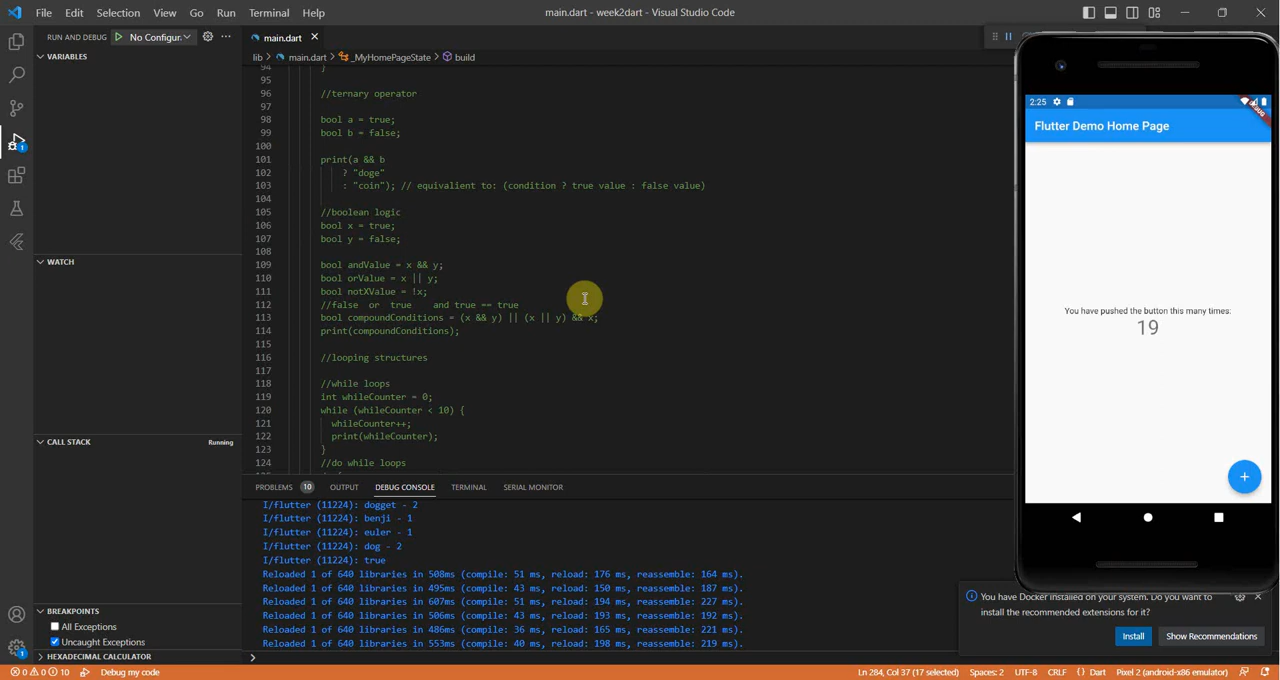 File Edit Selection View Go Run Terminal Help
main.dart - week2dart - Visual Studio Code
RUN AND DEBUG No Configur
main.dart
lib > main.dart > _MyHomePageState > build
VARIABLES
WATCH
CALL STACK
Running
BREAKPOINTS
All Exceptions
Uncaught Exceptions
HEXADECIMAL CALCULATOR
94 }
95
96 //ternary operator
97
98 bool a = true;
99 bool b = false;
100
101 print(a && b
102 ? "doge"
103 : "coin"); // equivalient to: (condition ? true value : false value)
104
105 //boolean logic
106 bool x = true;
107 bool y = false;
108
109 bool andValue = x && y;
110 bool orValue = x || y;
111 bool notXValue = !x;
112 //false or true and true == true
113 bool compoundConditions = (x && y) || (x || y) && x;
114 print(compoundConditions);
115
116 //looping structures
117
118 //while loops
119 int whileCounter = 0;
120 while (whileCounter < 10) {
121 whileCounter++;
122 print(whileCounter);
123 }
124 //do while loops
PROBLEMS 10 OUTPUT DEBUG CONSOLE TERMINAL SERIAL MONITOR
I/flutter (11224): dogget - 2
I/flutter (11224): benji - 1
I/flutter (11224): euler - 1
I/flutter (11224): dog - 2
I/flutter (11224): true
Reloaded 1 of 640 libraries in 508ms (compile: 51 ms, reload: 176 ms, reassemble: 164 ms).
Reloaded 1 of 640 libraries in 495ms (compile: 43 ms, reload: 150 ms, reassemble: 187 ms).
Reloaded 1 of 640 libraries in 607ms (compile: 51 ms, reload: 194 ms, reassemble: 227 ms).
Reloaded 1 of 640 libraries in 506ms (compile: 43 ms, reload: 193 ms, reassemble: 192 ms).
Reloaded 1 of 640 libraries in 486ms (compile: 36 ms, reload: 165 ms, reassemble: 221 ms).
Reloaded 1 of 640 libraries in 553ms (compile: 40 ms, reload: 198 ms, reassemble: 219 ms).
2:25
DEBUG
Flutter Demo Home Page
You have pushed the button this many times:
19
You have Docker installed on your system. Do you want to
install the recommended extensions for it?
Install Show Recommendations
0 0 10 Debug my code
Ln 284, Col 37 (17 selected) Spaces: 2 UTF-8 CRLF {} Dart Pixel 2 (android-x86 emulator)